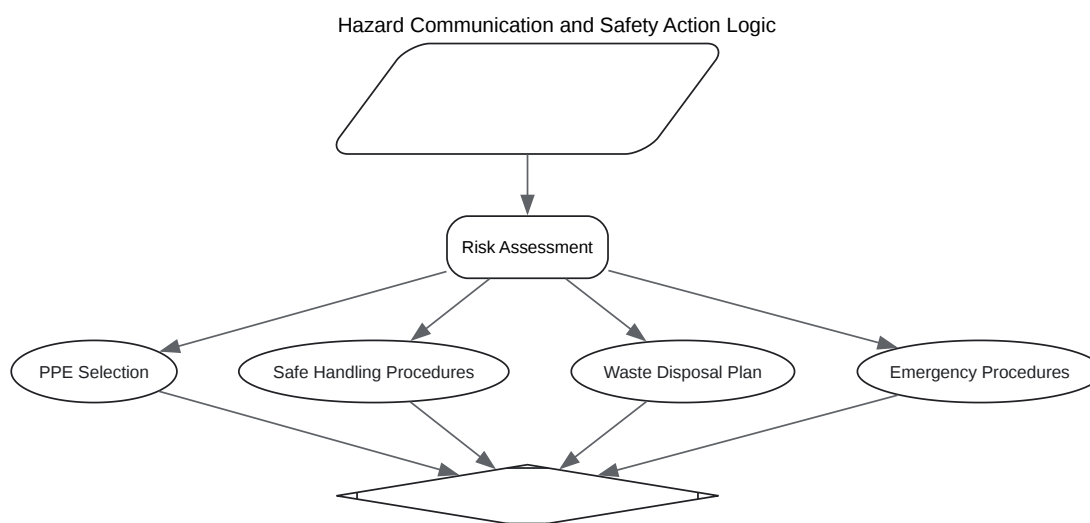 Hazard Communication and Safety Action Logic
Risk Assessment
PPE Selection
Safe Handling Procedures
Waste Disposal Plan
Emergency Procedures